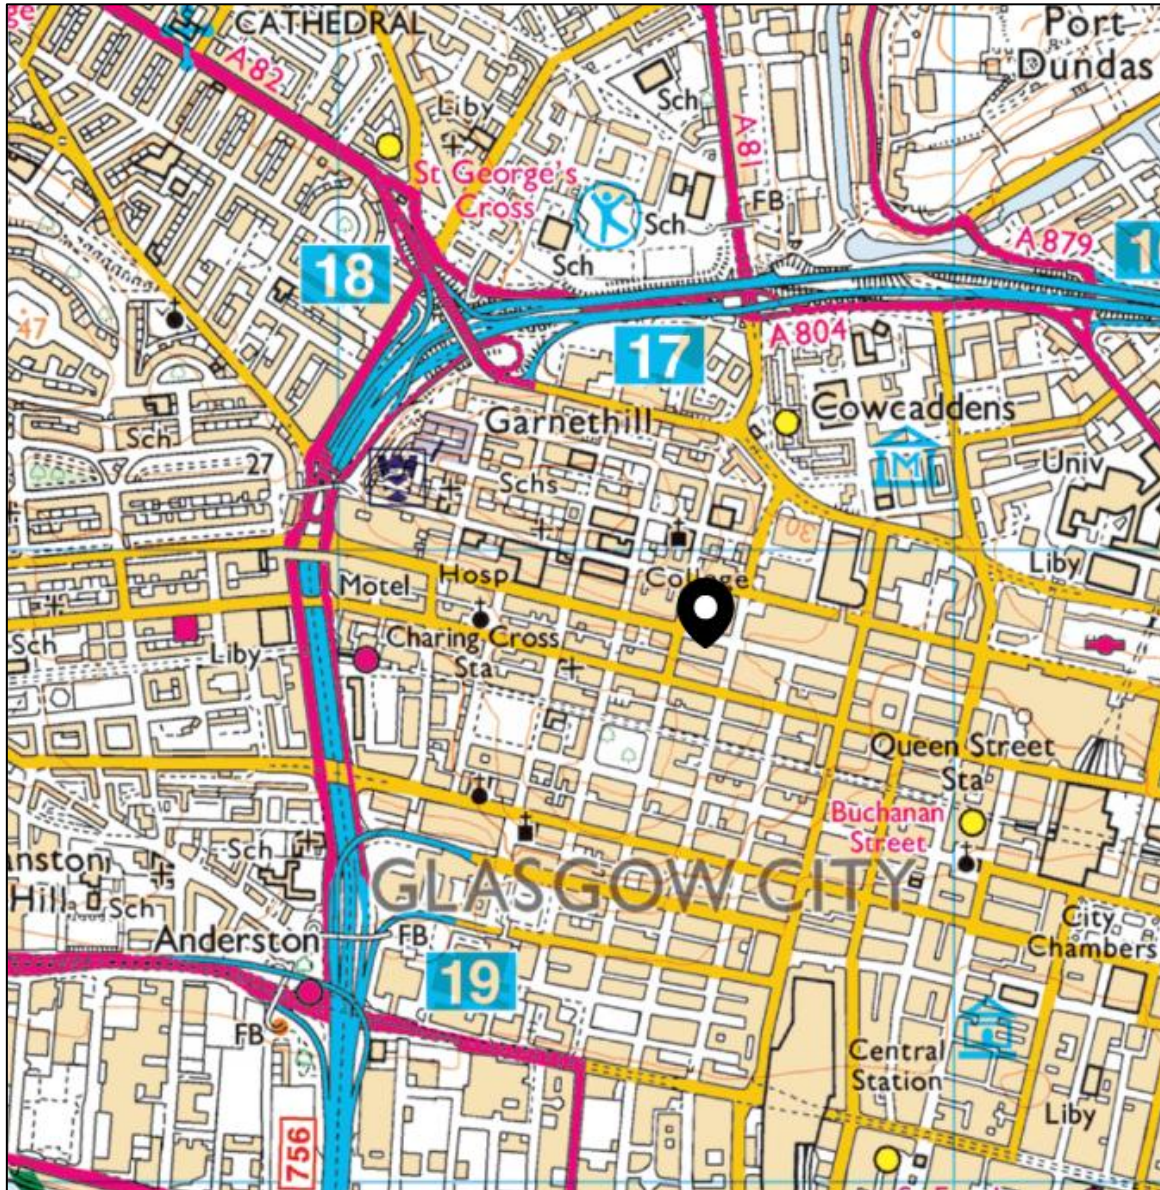 CATHEDRAL
Port
Dundas
A 82
Liby
Sch
A 81
St George's
Cross
FB
Sch
Sch
A 879
18
47
17
A 804
Garnethill
Cowcaddens
M
Sch
27
Schs
Univ
30
Motel
Hosp
Liby
Sch
Liby
Charing Cross
Sta
Queen Street
Sta
Buchanan
Street
Sch
Hill
Sch
GLASGOW CITY
City
Chambers
Anderston
FB
19
FB
Central
Station
Liby
756